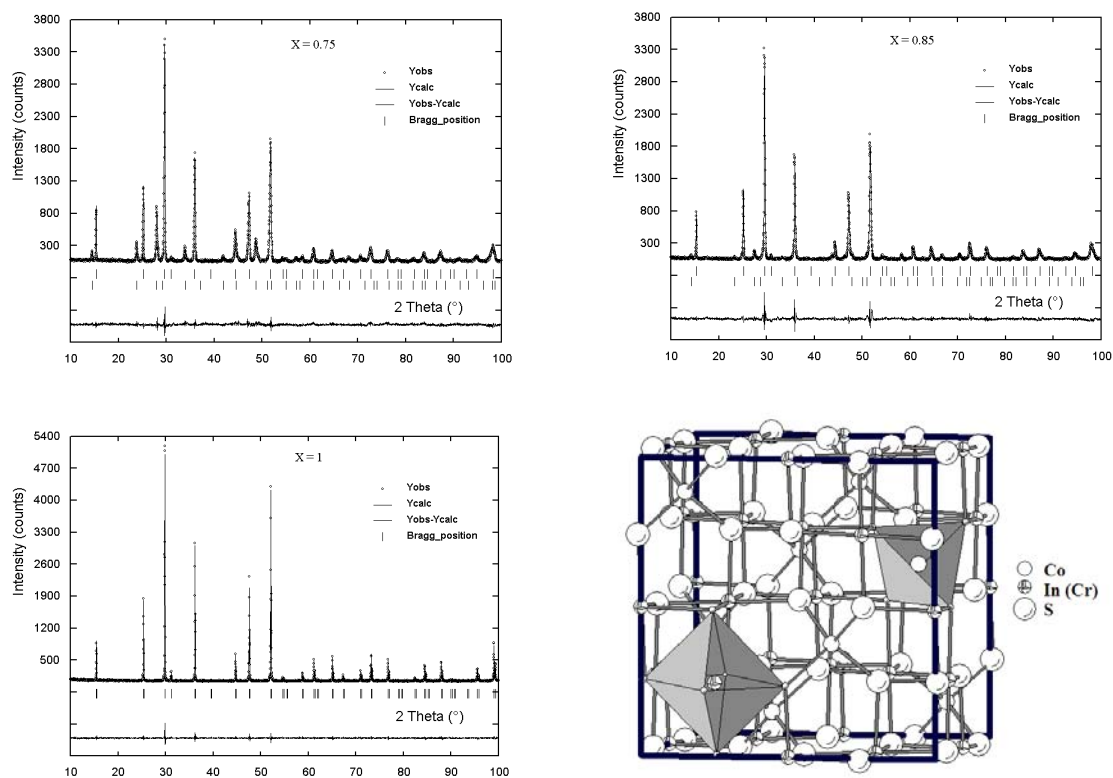 3800
3300
2800
2300
1800
1300
800
300
Intensity (counts)
X = 0.75
Yobs
Ycalc
Yobs-Ycalc
Bragg_position
2 Theta (°)
10 20 30 40 50 60 70 80 90 100
3800
3300
2800
2300
1800
1300
800
300
Intensity (counts)
X = 0.85
Yobs
Ycalc
Yobs-Ycalc
Bragg_position
2 Theta (°)
10 20 30 40 50 60 70 80 90 100
5400
4700
4000
3300
2600
1900
1200
500
Intensity (counts)
X = 1
Yobs
Ycalc
Yobs-Ycalc
Bragg_position
2 Theta (°)
10 20 30 40 50 60 70 80 90 100
Co
In (Cr)
S